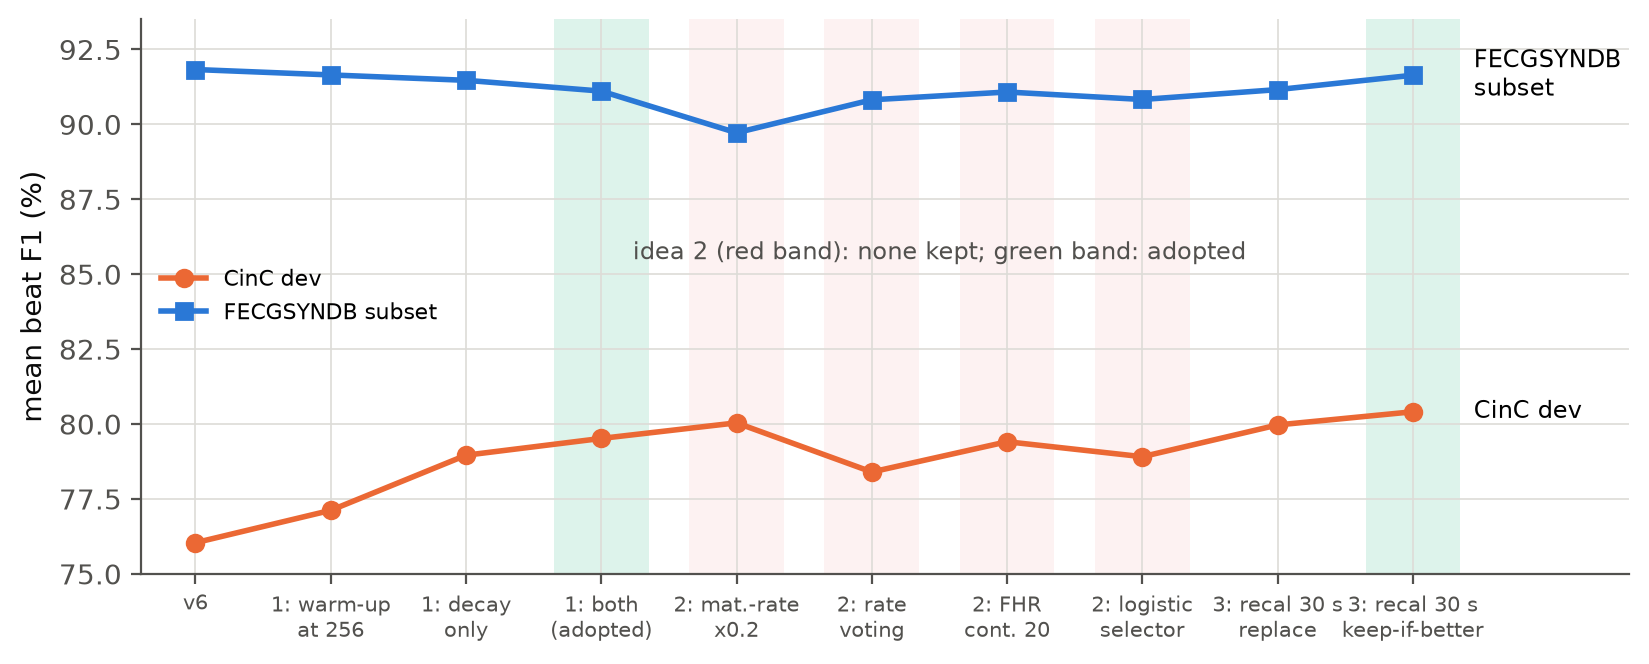 mean beat F1 (%)
92.5
90.0
87.5
85.0
82.5
80.0
77.5
75.0
FECGSYNDB
subset
idea 2 (red band): none kept; green band: adopted
CinC dev
FECGSYNDB subset
CinC dev
v6
1: warm-up
at 256
1: decay
only
1: both
(adopted)
2: mat.-rate
x0.2
2: rate
voting
2: FHR
cont. 20
2: logistic
selector
3: recal 30 s
replace
3: recal 30 s
keep-if-better